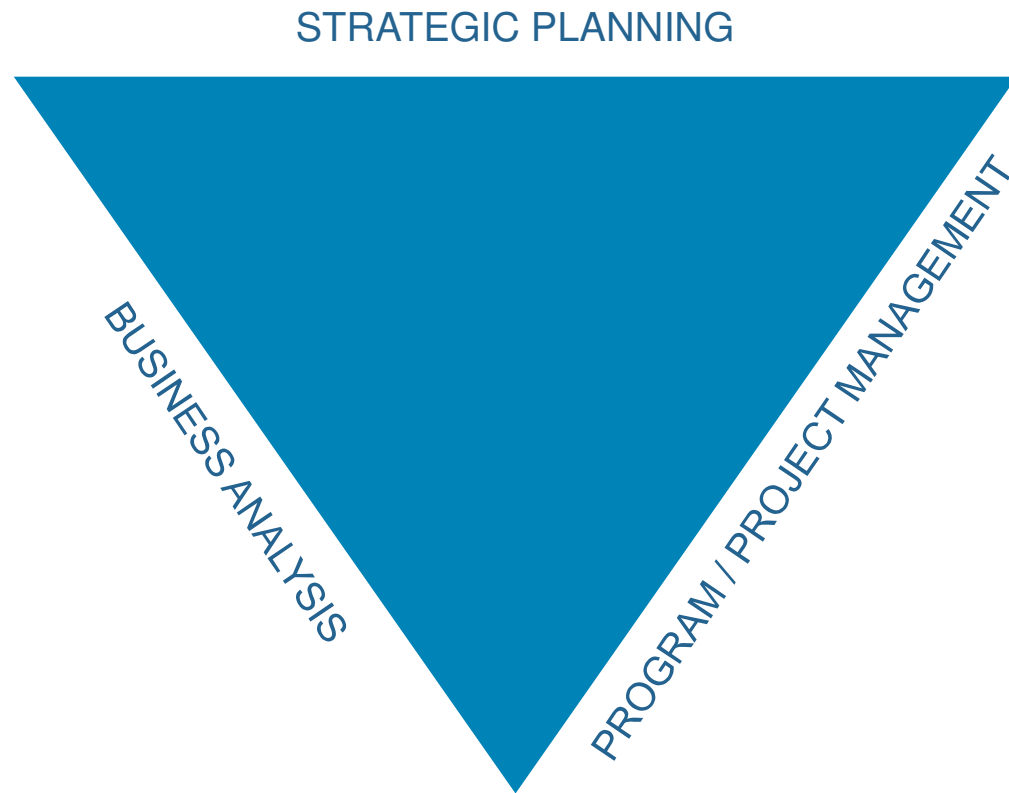 STRATEGIC PLANNING
BUSINESS ANALYSIS
PROGRAM / PROJECT MANAGEMENT